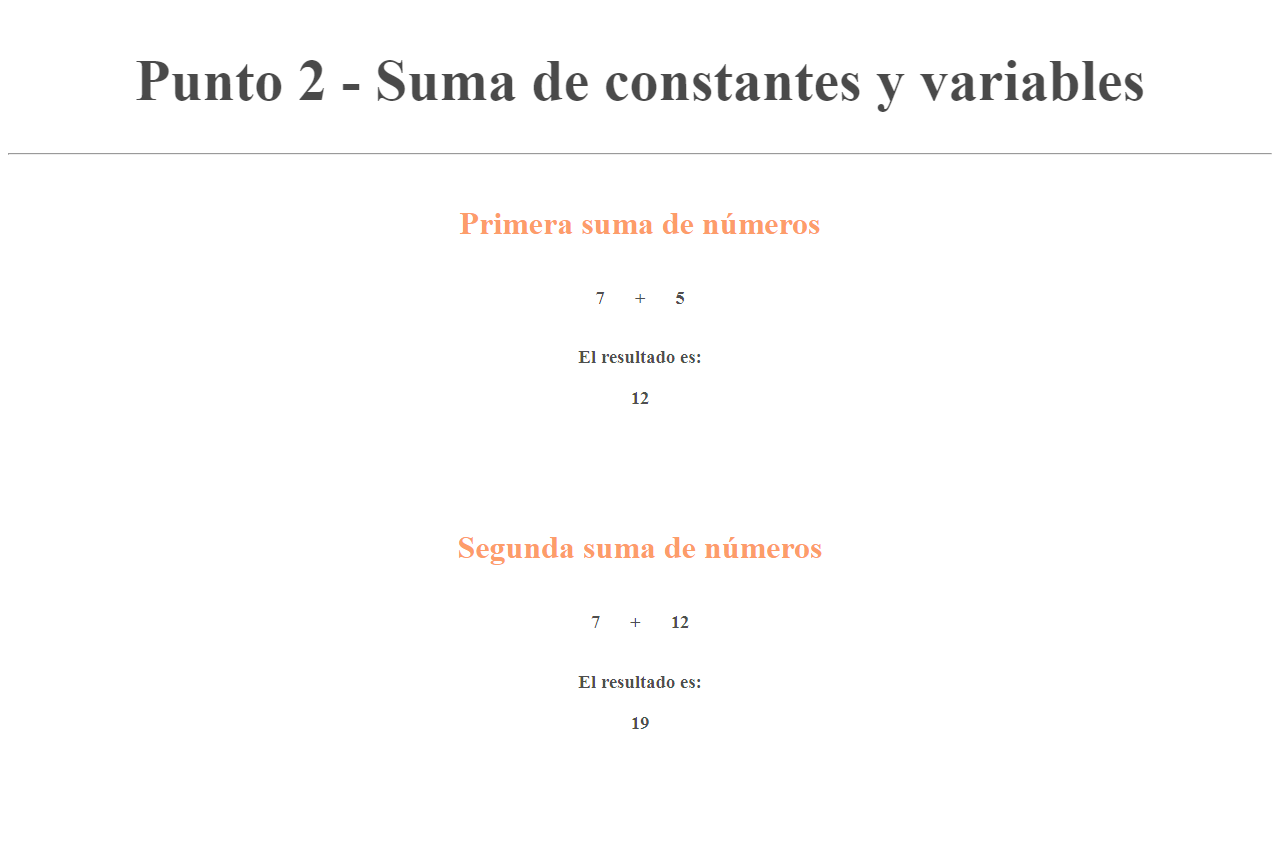 Punto 2 - Suma de constantes y variables
Primera suma de números
7 + 5
El resultado es:
12
Segunda suma de números
7 + 12
El resultado es:
19